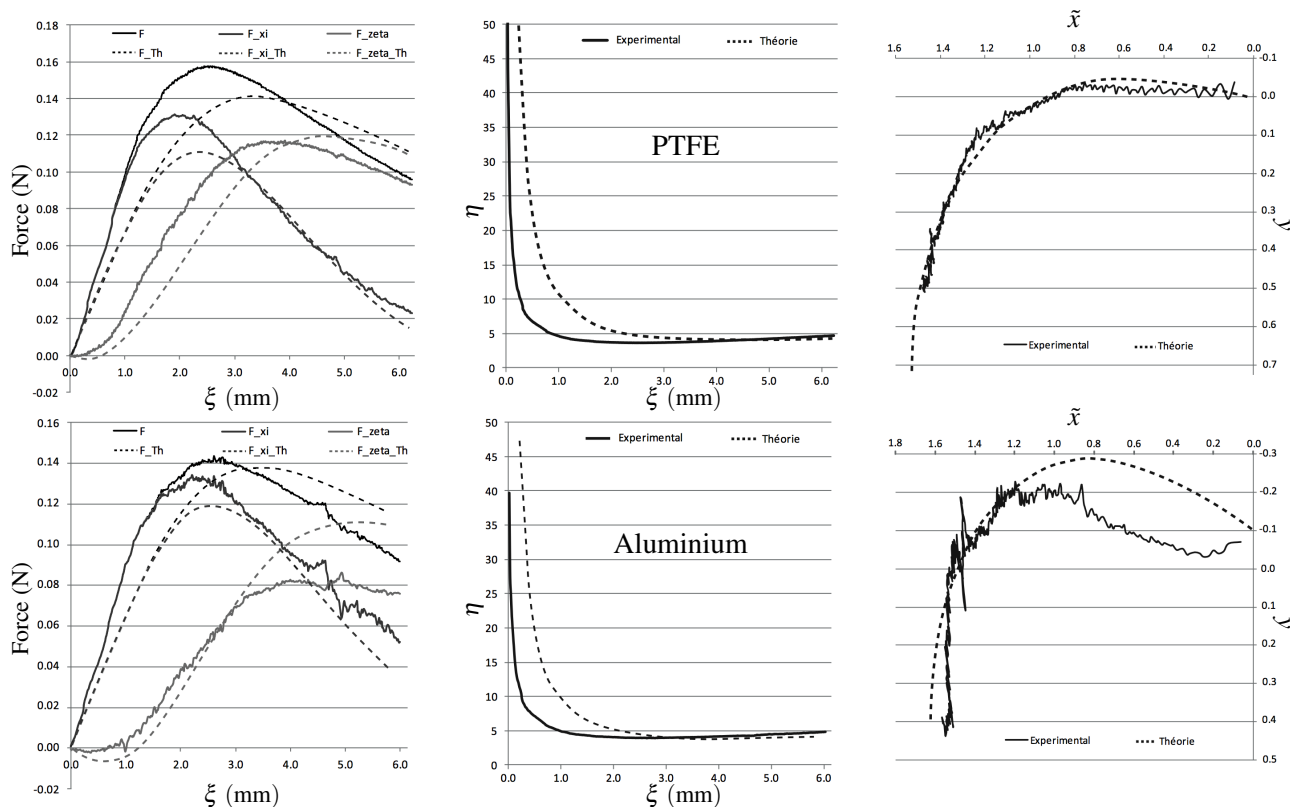 0.18
0.16
0.14
0.12
0.10
0.08
0.06
0.04
0.02
0.00
-0.02
Force (N)
F F_xi F_zeta
F_Th F_xi_Th F_zeta_Th
0.0 1.0 2.0 3.0 4.0 5.0 6.0
ξ (mm)
50
45
40
35
30
25
20
15
10
5
0
η
Experimental Théorie
PTFE
0.0 1.0 2.0 3.0 4.0 5.0 6.0
ξ (mm)
x̃
1.6 1.4 1.2 1.0 0.8 0.6 0.4 0.2 0.0
-0.1
0.0
0.1
0.2
0.3
0.4
0.5
0.6
0.7
Experimental Théorie
0.16
0.14
0.12
0.10
0.08
0.06
0.04
0.02
0.00
-0.02
Force (N)
F F_xi F_zeta
F_Th F_xi_Th F_zeta_Th
0.0 1.0 2.0 3.0 4.0 5.0 6.0
ξ (mm)
50
45
40
35
30
25
20
15
10
5
0
η
Experimental Théorie
Aluminium
0.0 1.0 2.0 3.0 4.0 5.0 6.0
ξ (mm)
x̃
1.8 1.6 1.4 1.2 1.0 0.8 0.6 0.4 0.2 0.0
-0.3
-0.2
-0.1
0.0
0.1
0.2
0.3
0.4
0.5
Experimental Théorie